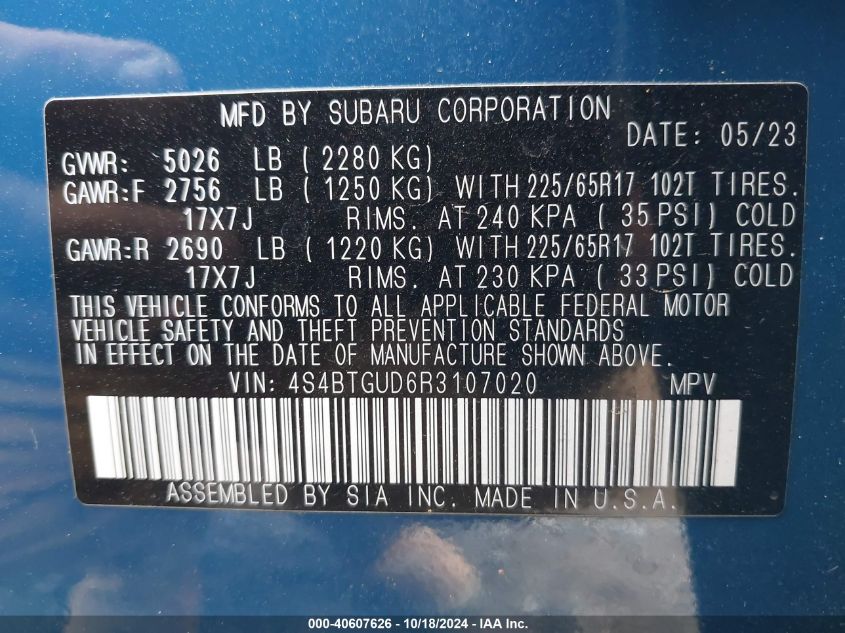 MFD BY SUBARU CORPORATION
DATE: 05/23
GVWR: 5026 LB ( 2280 KG)
GAWR:F 2756 LB ( 1250 KG) WITH 225/65R17 102T TIRES.
17X7J RIMS. AT 240 KPA ( 35 PSI) COLD
GAWR:R 2690 LB ( 1220 KG) WITH 225/65R17 102T TIRES.
17X7J RIMS. AT 230 KPA ( 33 PSI) COLD
THIS VEHICLE CONFORMS TO ALL APPLICABLE FEDERAL MOTOR
VEHICLE SAFETY AND THEFT PREVENTION STANDARDS
IN EFFECT ON THE DATE OF MANUFACTURE SHOWN ABOVE.
VIN: 4S4BTGUD6R3107020 MPV
ASSEMBLED BY SIA INC. MADE IN U.S.A.
000-40607626 - 10/18/2024 - IAA Inc.